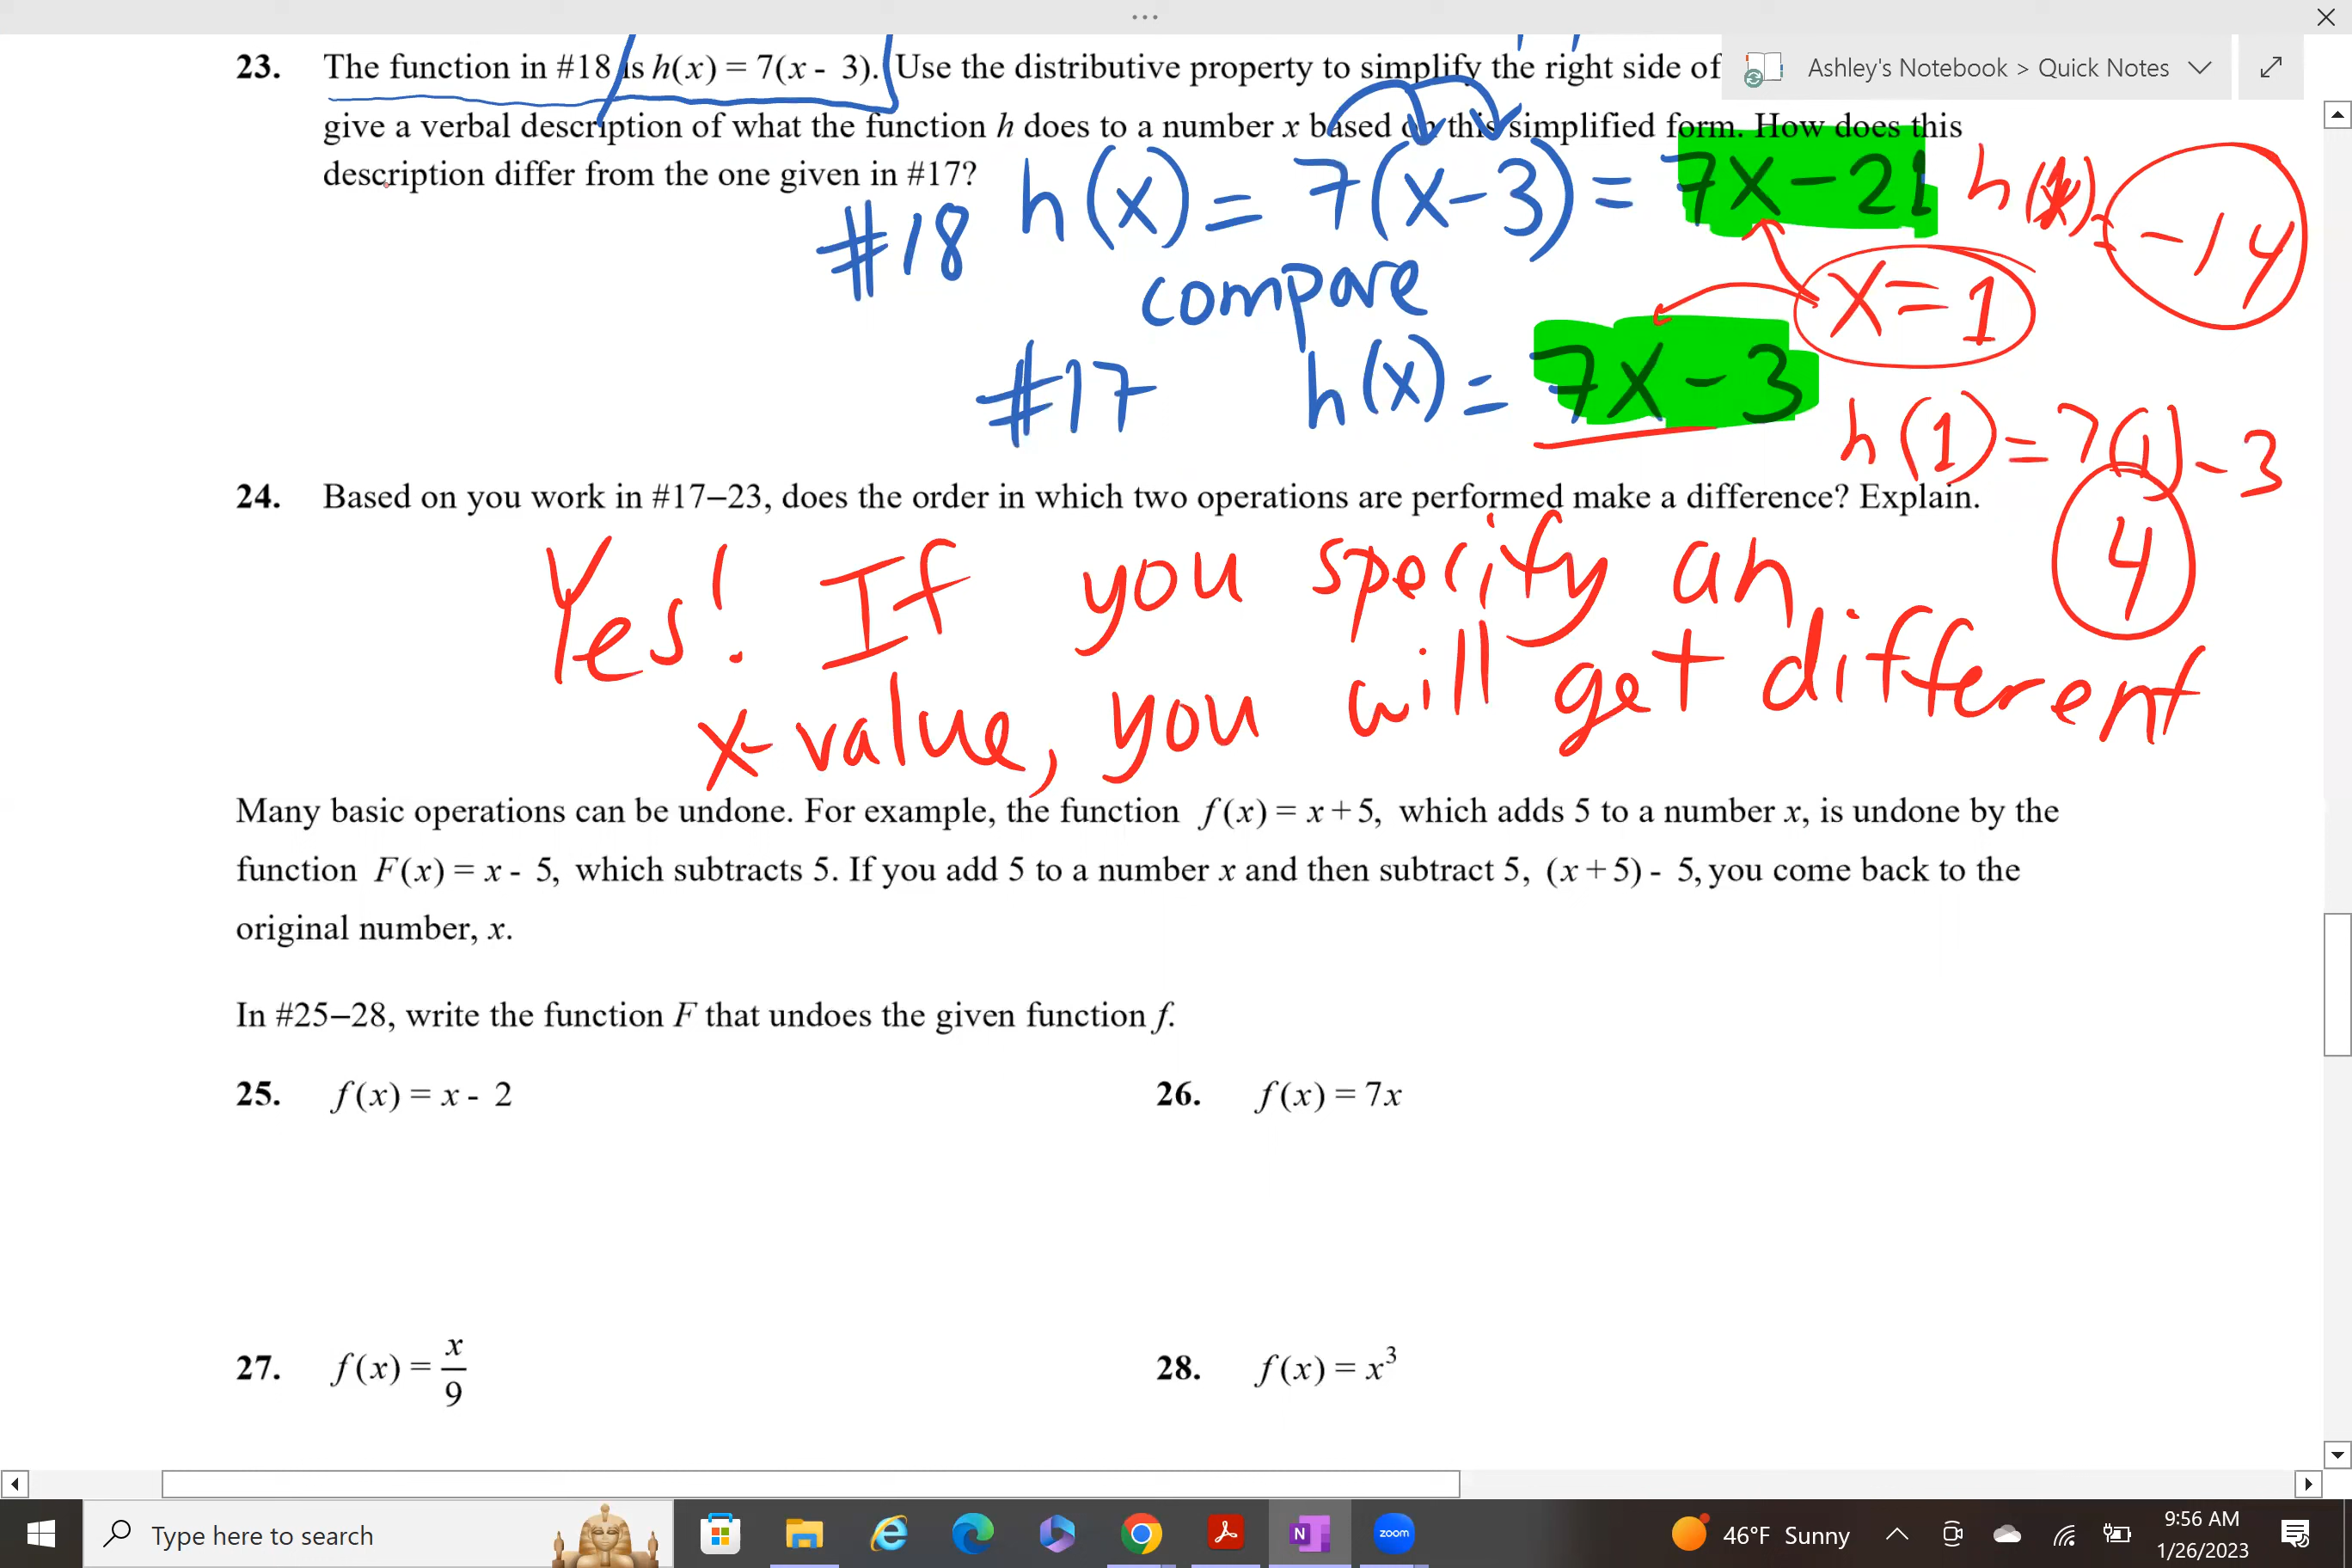 23. The function in #18 is h(x) = 7(x - 3). Use the distributive property to simplify the right side of
Ashley's Notebook > Quick Notes
give a verbal description of what the function h does to a number x based on this simplified form. How does this
description differ from the one given in #17?
#18 h(x) = 7(x-3) = 7x-21 h(1) = -14
compare
x=1
#17 h(x) = 7x-3
h(1)=7(1)-3
4
24. Based on you work in #17–23, does the order in which two operations are performed make a difference? Explain.
Yes! If you specify an
x-value, you will get different
Many basic operations can be undone. For example, the function f(x) = x+5, which adds 5 to a number x, is undone by the
function F(x) = x - 5, which subtracts 5. If you add 5 to a number x and then subtract 5, (x+5) - 5, you come back to the
original number, x.
In #25–28, write the function F that undoes the given function f.
25. f(x) = x - 2 26. f(x) = 7x
27. f(x) = x/9 28. f(x) = x³
Type here to search
zoom
N
46°F Sunny
9:56 AM
1/26/2023